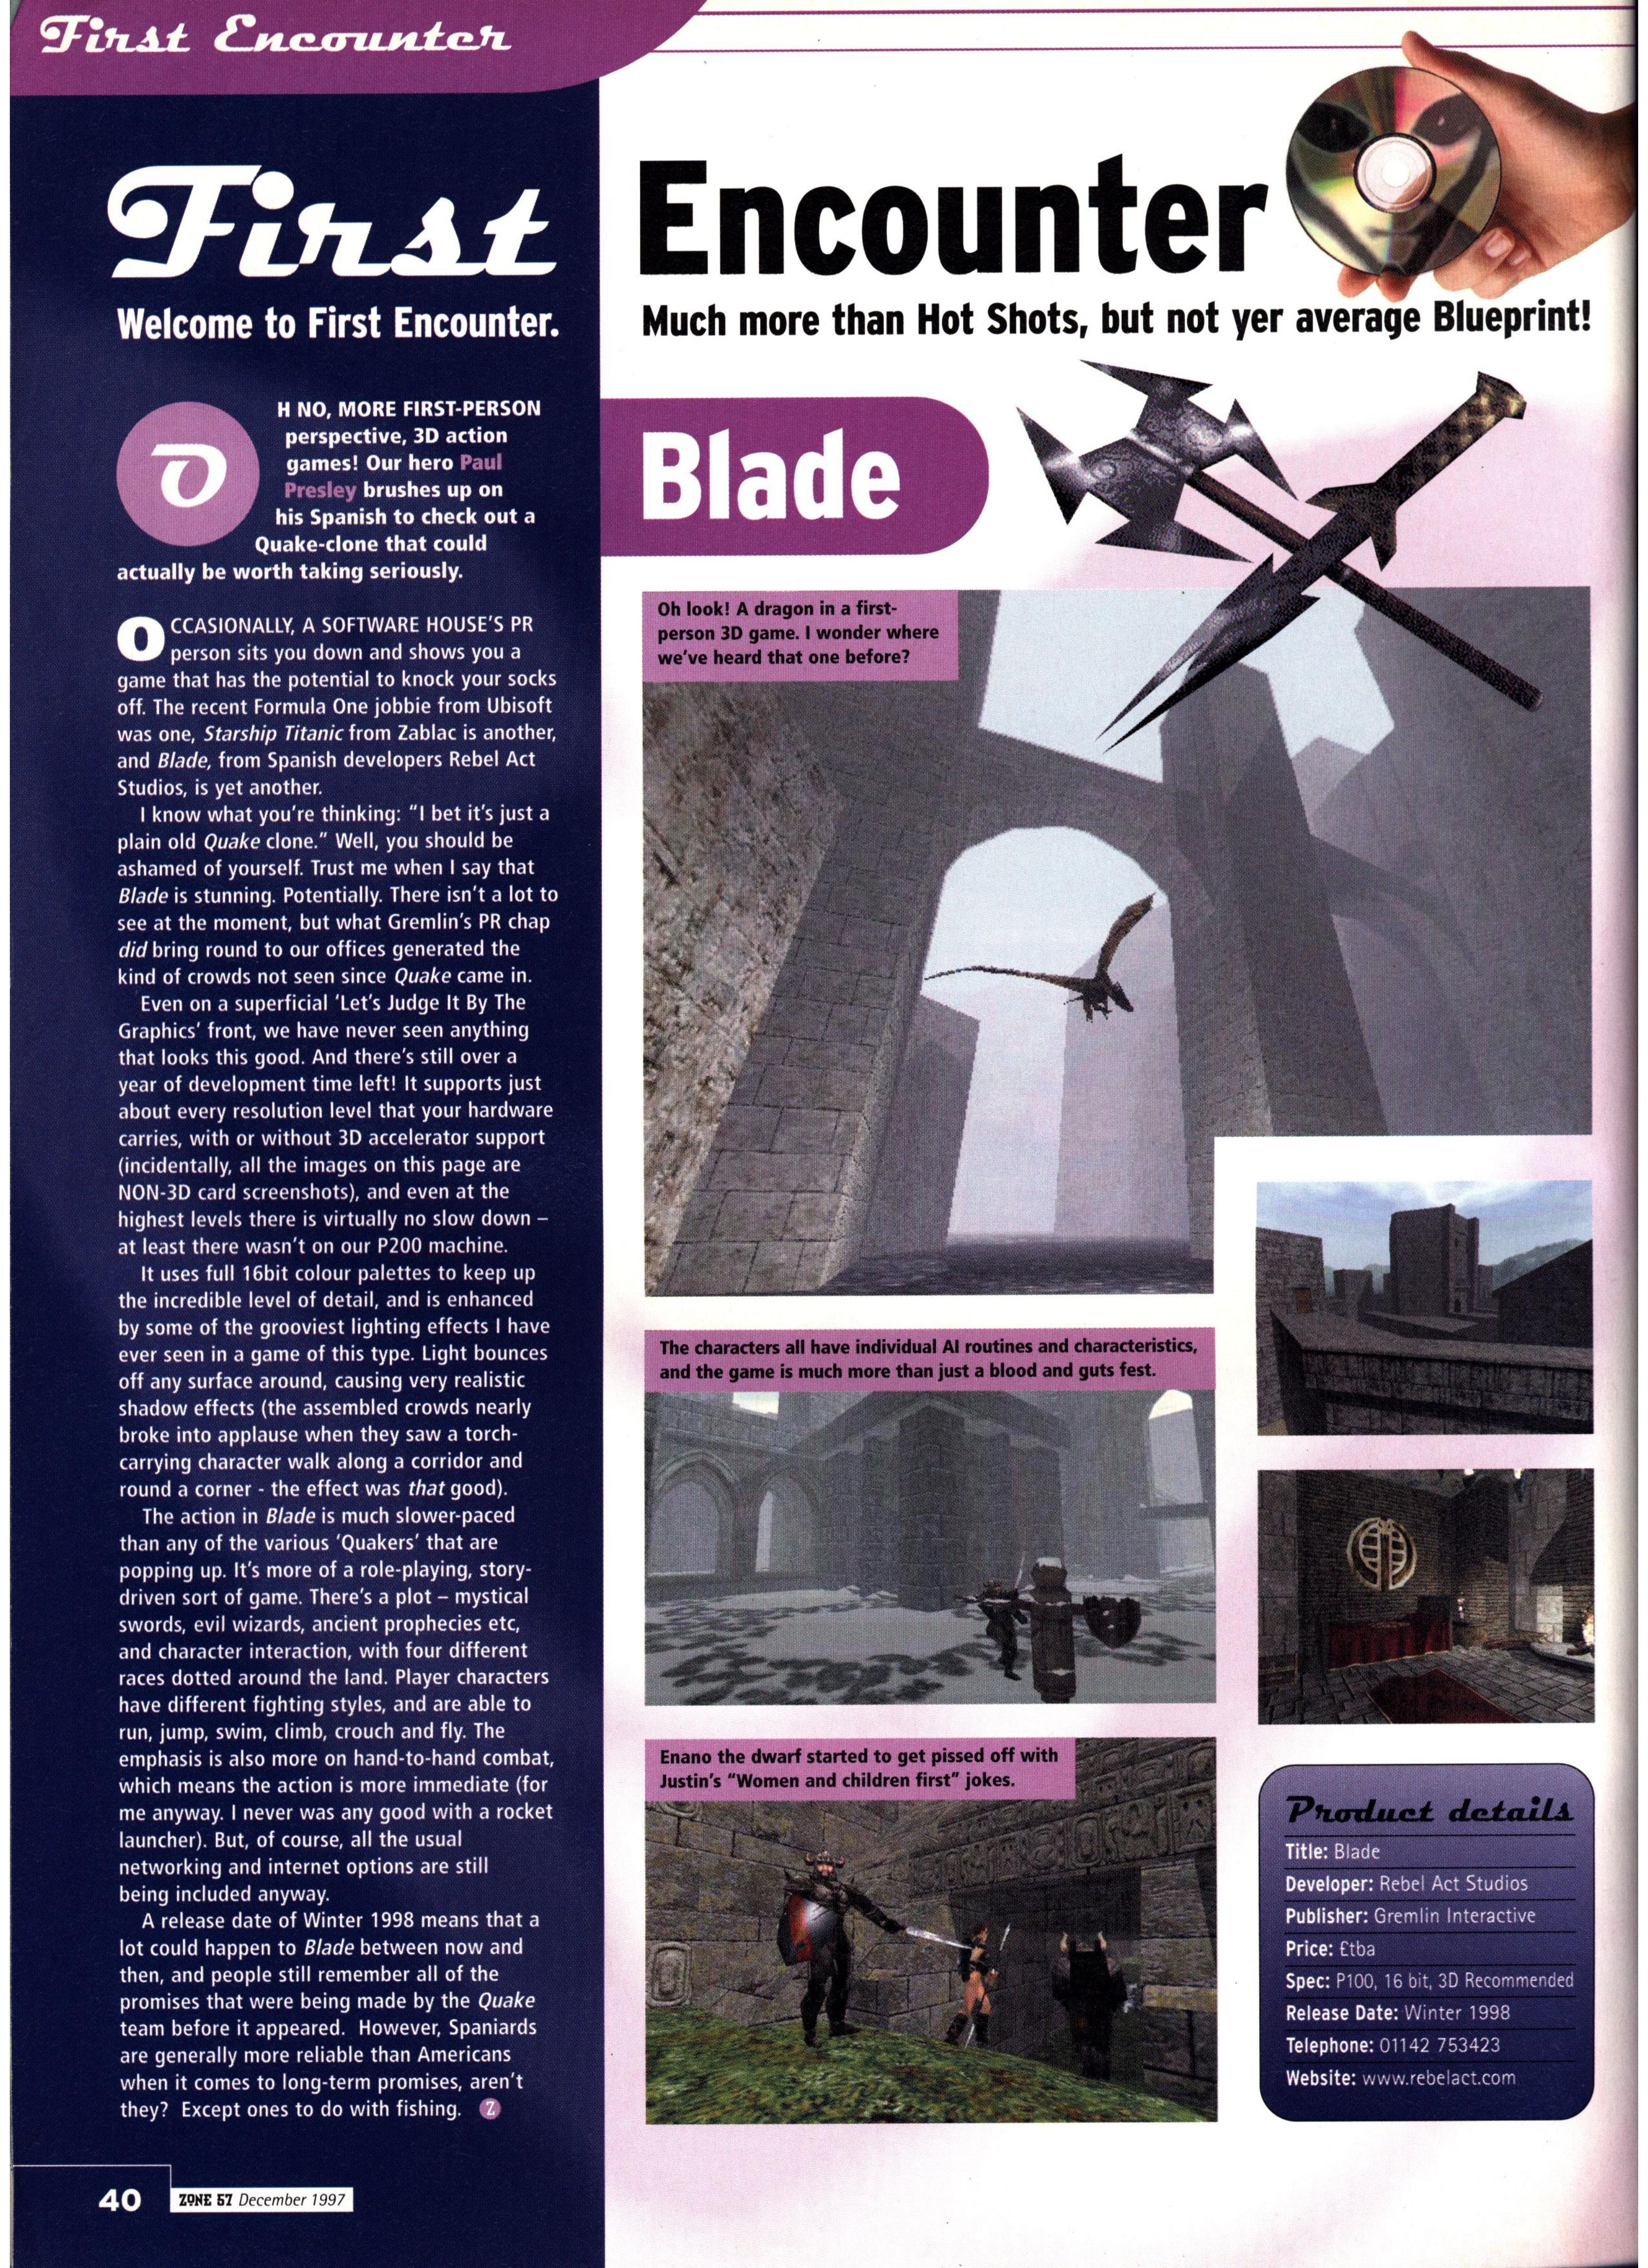 First Encounter
First Encounter
Welcome to First Encounter.
Much more than Hot Shots, but not yer average Blueprint!
OH NO, MORE FIRST-PERSON
perspective, 3D action
games! Our hero Paul
Presley brushes up on
his Spanish to check out a
Quake-clone that could
actually be worth taking seriously.
OCCASIONALLY, A SOFTWARE HOUSE'S PR
person sits you down and shows you a
game that has the potential to knock your socks
off. The recent Formula One jobbie from Ubisoft
was one, Starship Titanic from Zablac is another,
and Blade, from Spanish developers Rebel Act
Studios, is yet another.
I know what you're thinking: "I bet it's just a
plain old Quake clone." Well, you should be
ashamed of yourself. Trust me when I say that
Blade is stunning. Potentially. There isn't a lot to
see at the moment, but what Gremlin's PR chap
did bring round to our offices generated the
kind of crowds not seen since Quake came in.
Even on a superficial 'Let's Judge It By The
Graphics' front, we have never seen anything
that looks this good. And there's still over a
year of development time left! It supports just
about every resolution level that your hardware
carries, with or without 3D accelerator support
(incidentally, all the images on this page are
NON-3D card screenshots), and even at the
highest levels there is virtually no slow down –
at least there wasn't on our P200 machine.
It uses full 16bit colour palettes to keep up
the incredible level of detail, and is enhanced
by some of the grooviest lighting effects I have
ever seen in a game of this type. Light bounces
off any surface around, causing very realistic
shadow effects (the assembled crowds nearly
broke into applause when they saw a torch-
carrying character walk along a corridor and
round a corner - the effect was that good).
The action in Blade is much slower-paced
than any of the various 'Quakers' that are
popping up. It's more of a role-playing, story-
driven sort of game. There's a plot – mystical
swords, evil wizards, ancient prophecies etc,
and character interaction, with four different
races dotted around the land. Player characters
have different fighting styles, and are able to
run, jump, swim, climb, crouch and fly. The
emphasis is also more on hand-to-hand combat,
which means the action is more immediate (for
me anyway. I never was any good with a rocket
launcher). But, of course, all the usual
networking and internet options are still
being included anyway.
A release date of Winter 1998 means that a
lot could happen to Blade between now and
then, and people still remember all of the
promises that were being made by the Quake
team before it appeared. However, Spaniards
are generally more reliable than Americans
when it comes to long-term promises, aren't
they? Except ones to do with fishing. Z
Blade
Oh look! A dragon in a first-
person 3D game. I wonder where
we've heard that one before?
The characters all have individual AI routines and characteristics,
and the game is much more than just a blood and guts fest.
Enano the dwarf started to get pissed off with
Justin's "Women and children first" jokes.
Product details
Title: Blade
Developer: Rebel Act Studios
Publisher: Gremlin Interactive
Price: £tba
Spec: P100, 16 bit, 3D Recommended
Release Date: Winter 1998
Telephone: 01142 753423
Website: www.rebelact.com
40 ZONE 57 December 1997